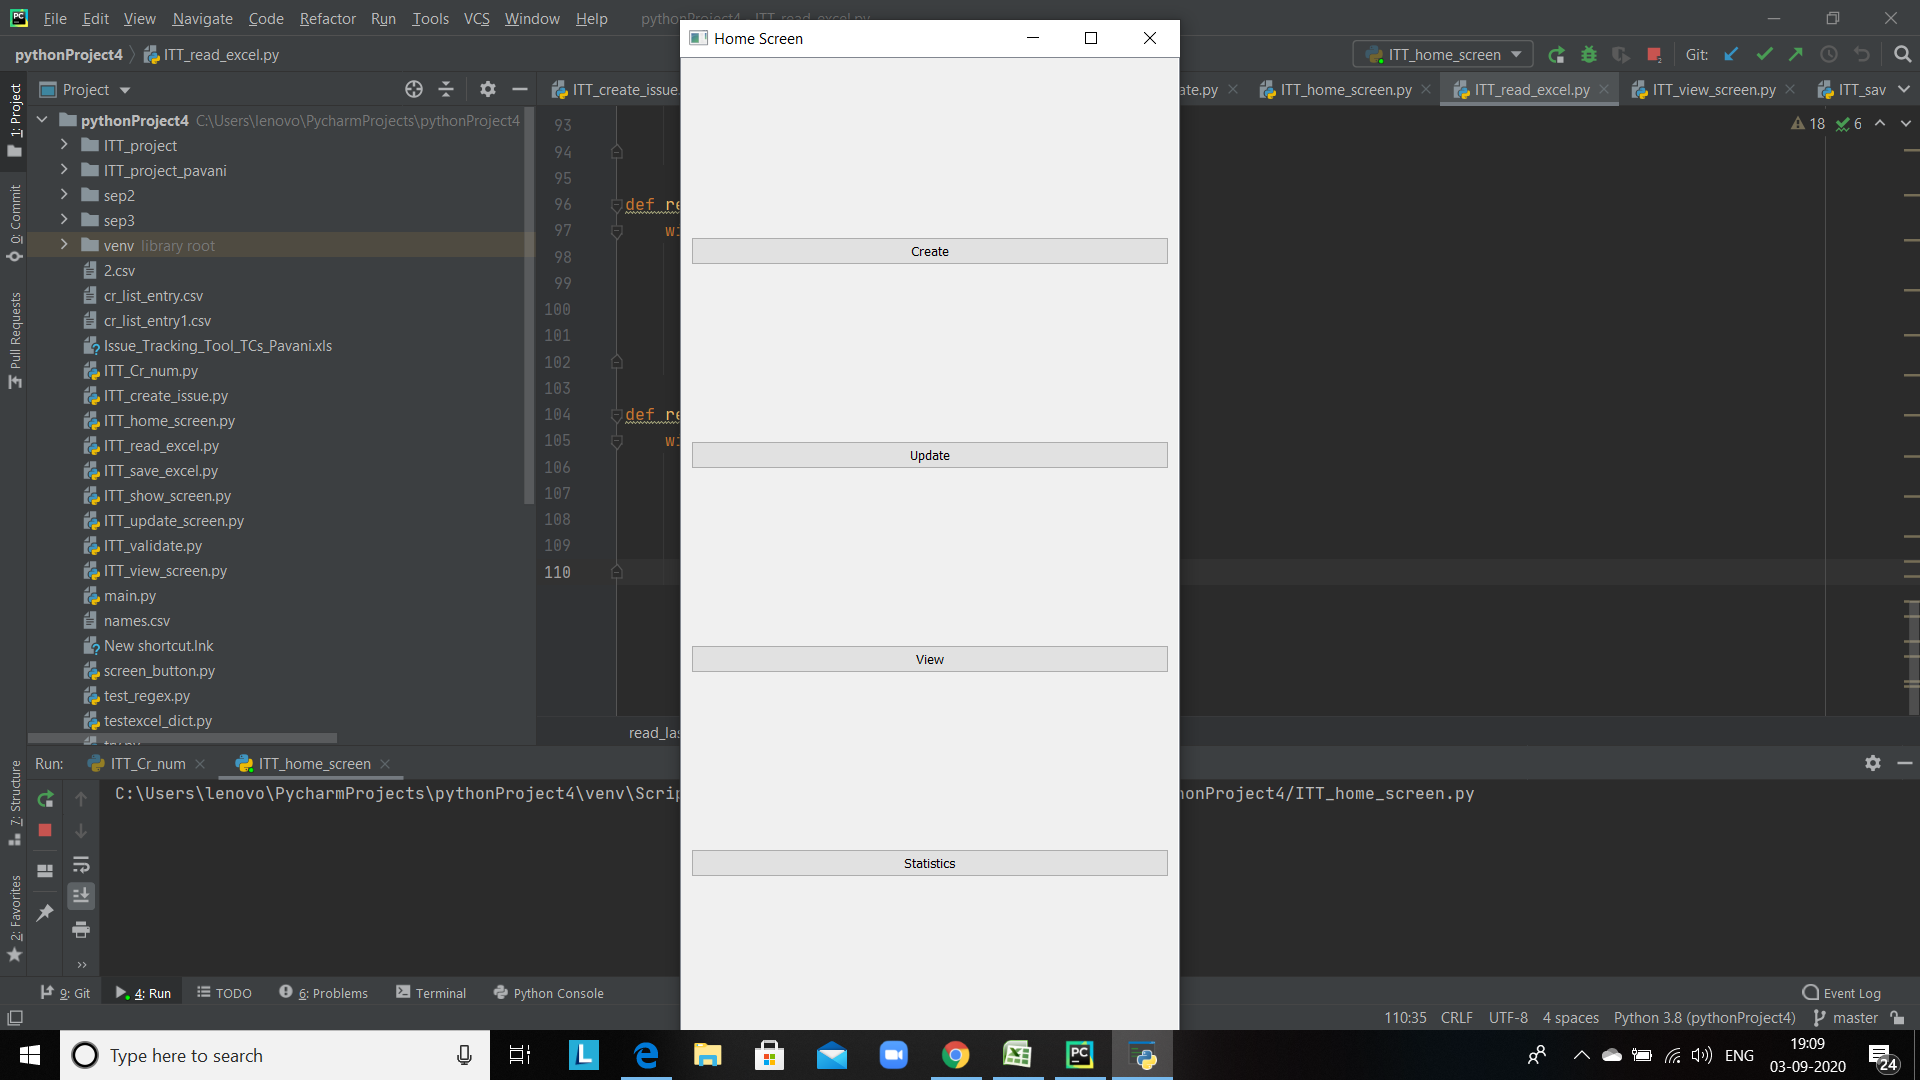 File Edit View Navigate Code Refactor Run Tools VCS Window Help
Home Screen
pythonProject4 ITT_read_excel.py
ITT_home_screen
Git:
1: Project
0: Commit
Pull Requests
7: Structure
2: Favorites
Project
pythonProject4 C:\Users\lenovo\PycharmProjects\pythonProject4
ITT_project
ITT_project_pavani
sep2
sep3
venv library root
2.csv
cr_list_entry.csv
cr_list_entry1.csv
Issue_Tracking_Tool_TCs_Pavani.xls
ITT_Cr_num.py
ITT_create_issue.py
ITT_home_screen.py
ITT_read_excel.py
ITT_save_excel.py
ITT_show_screen.py
ITT_update_screen.py
ITT_validate.py
ITT_view_screen.py
main.py
names.csv
New shortcut.lnk
screen_button.py
test_regex.py
testexcel_dict.py
ITT_create_issue. ate.py ITT_home_screen.py ITT_read_excel.py ITT_view_screen.py ITT_sav
18 6
93
94
95
96 def re
97 wi
98
99
100
101
102
103
104 def re
105 wi
106
107
108
109
110
read_las
Create
Update
View
Statistics
Run: ITT_Cr_num ITT_home_screen
C:\Users\lenovo\PycharmProjects\pythonProject4\venv\Scrip
onProject4/ITT_home_screen.py
9: Git 4: Run TODO 6: Problems Terminal Python Console Event Log
110:35 CRLF UTF-8 4 spaces Python 3.8 (pythonProject4) master
Type here to search
ENG
19:09
03-09-2020
24